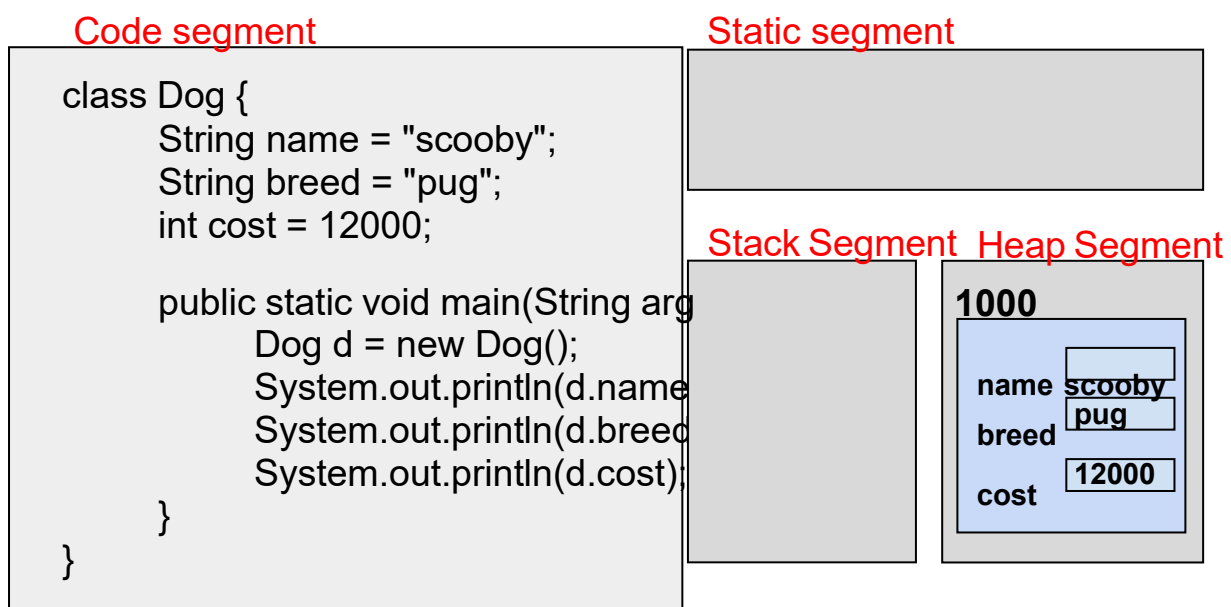 Code segment
class Dog {
String name = "scooby";
String breed = "pug";
int cost = 12000;
public static void main(String arg
Dog d = new Dog();
System.out.println(d.name
System.out.println(d.breed
System.out.println(d.cost);
}
}
Static segment
Stack Segment
Heap Segment
1000
name scooby
breed pug
cost 12000